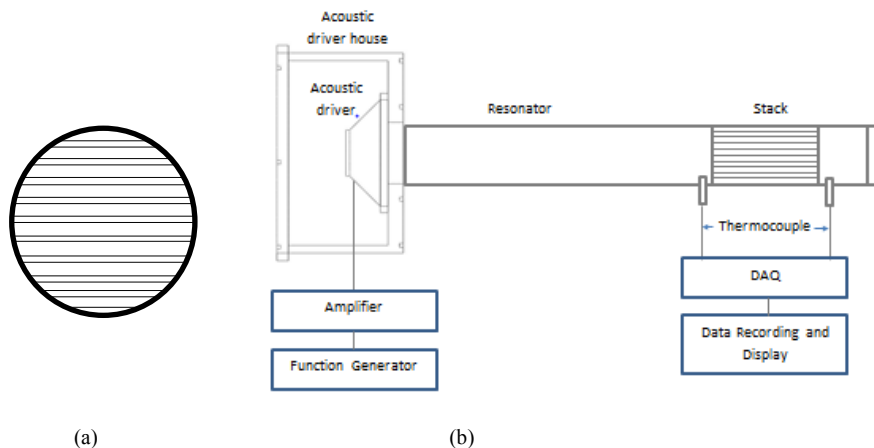 Acoustic
driver house
Acoustic
driver
Resonator
Stack
Thermocouple
Amplifier
DAQ
Function Generator
Data Recording and
Display
(a)
(b)